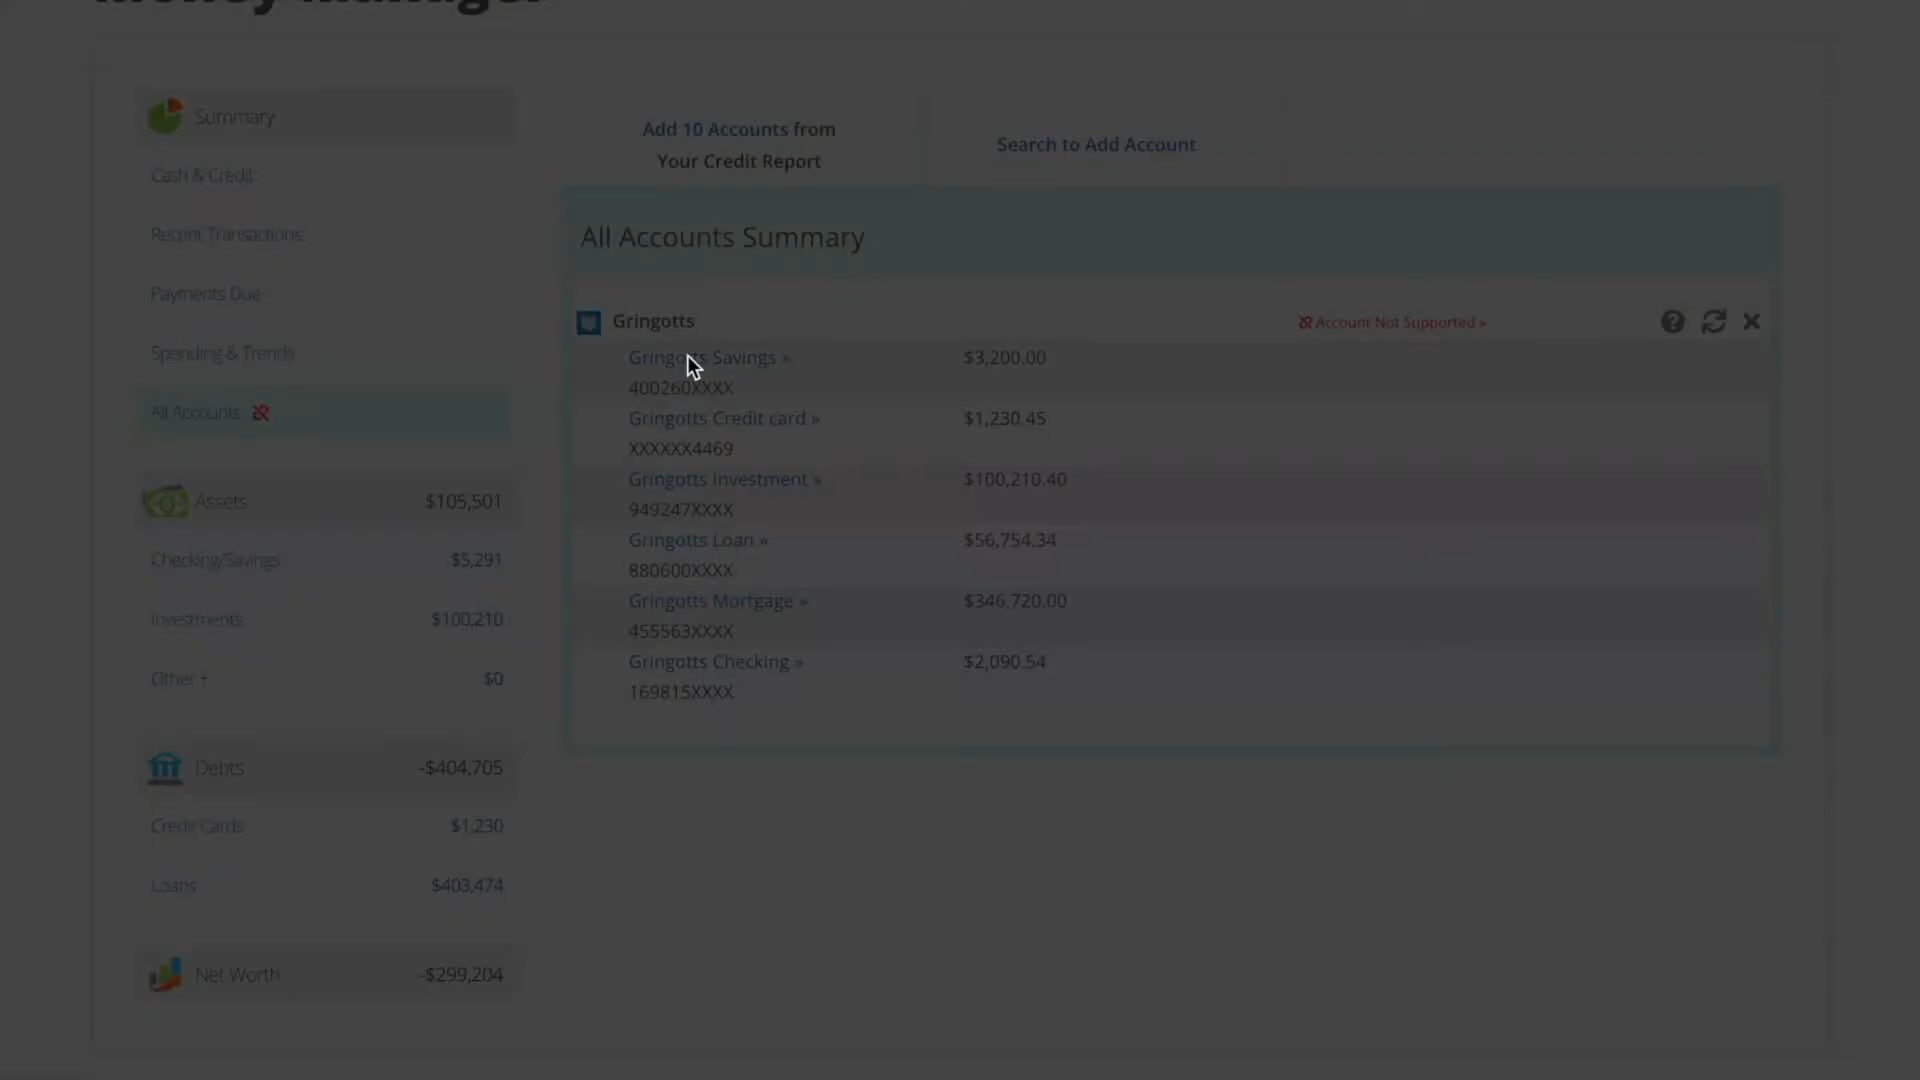 Money Manager
Summary
Cash & Credit
Recent Transactions
Payments Due
Spending & Trends
All Accounts
Assets $105,501
Checking/Savings $5,291
Investments $100,210
Other + $0
Debts -$404,705
Credit Cards $1,230
Loans $403,474
Net Worth -$299,204
Add 10 Accounts from
Your Credit Report
Search to Add Account
All Accounts Summary
Gringotts Account Not Supported »
Gringotts Savings » $3,200.00
400260XXXX
Gringotts Credit card » $1,230.45
XXXXXX4469
Gringotts Investment » $100,210.40
949247XXXX
Gringotts Loan » $56,754.34
880600XXXX
Gringotts Mortgage » $346,720.00
455563XXXX
Gringotts Checking » $2,090.54
169815XXXX